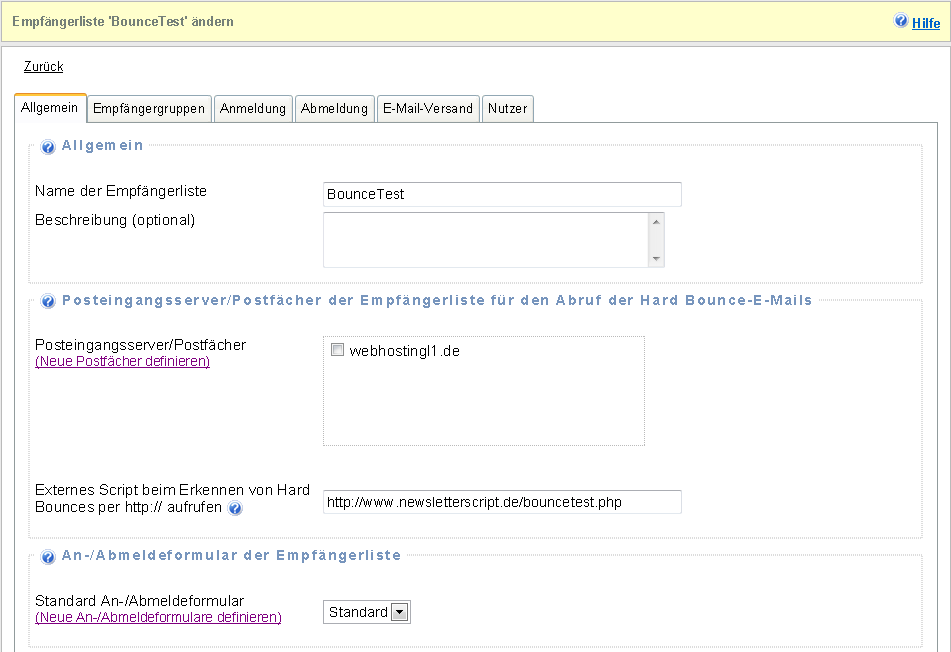 Empfängerliste 'BounceTest' ändern
Hilfe
Zurück
Allgemein Empfängergruppen Anmeldung Abmeldung E-Mail-Versand Nutzer
Allgemein
Name der Empfängerliste BounceTest
Beschreibung (optional)
Posteingangsserver/Postfächer der Empfängerliste für den Abruf der Hard Bounce-E-Mails
Posteingangsserver/Postfächer webhostingl1.de
(Neue Postfächer definieren)
Externes Script beim Erkennen von Hard
Bounces per http:// aufrufen http://www.newsletterscript.de/bouncetest.php
An-/Abmeldeformular der Empfängerliste
Standard An-/Abmeldeformular Standard
(Neue An-/Abmeldeformulare definieren)